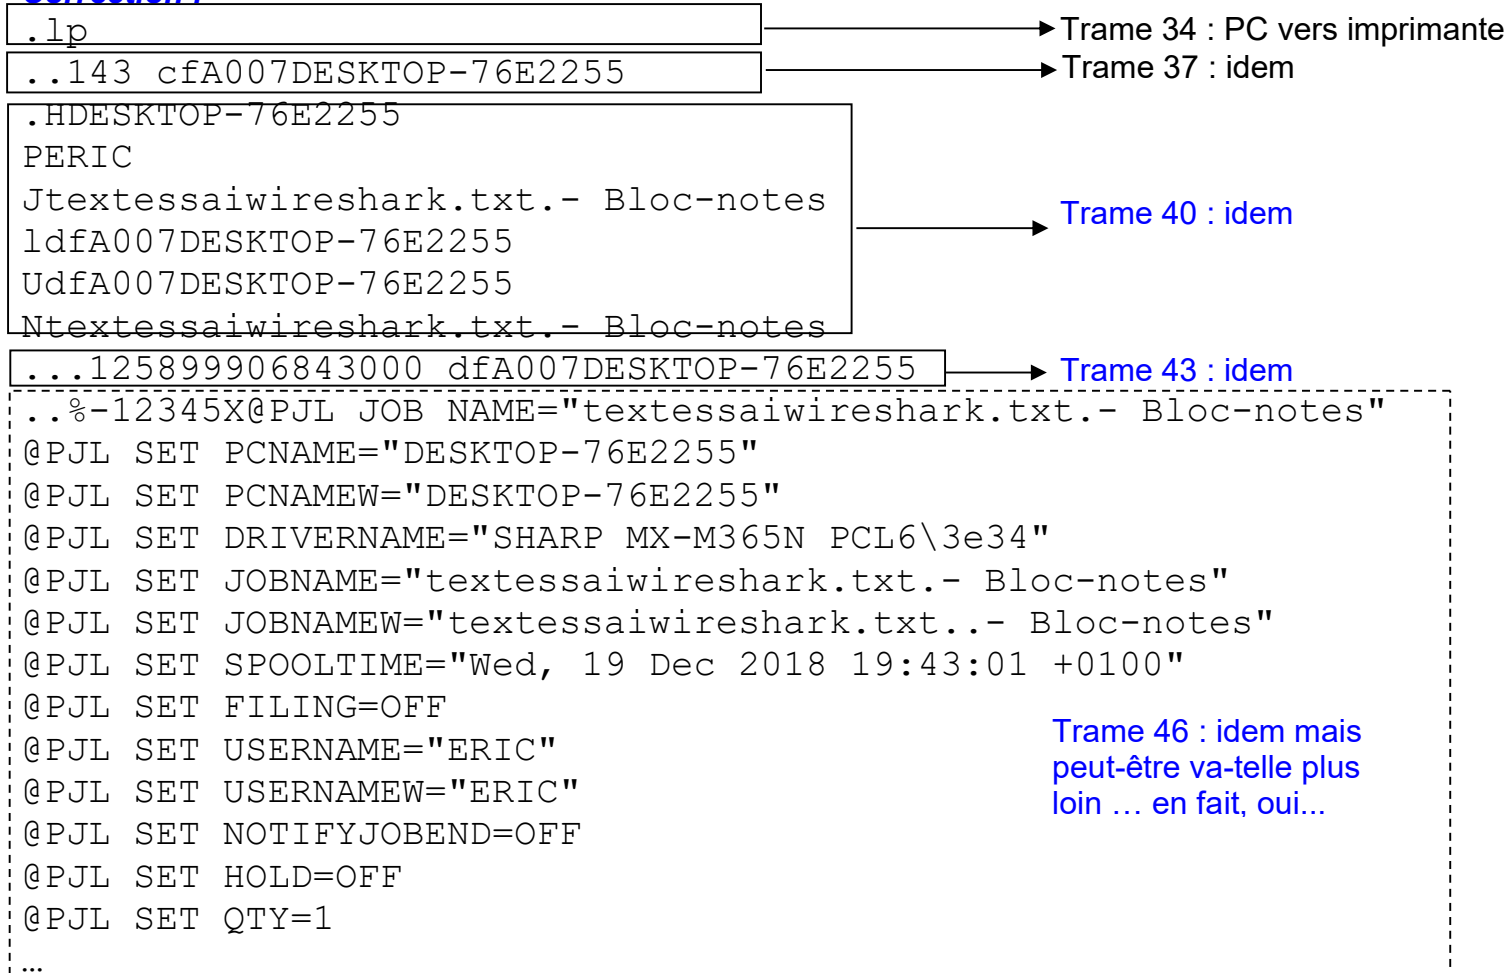 .lp
Trame 34 : PC vers imprimante
..143 cfA007DESKTOP-76E2255
Trame 37 : idem
.HDESKTOP-76E2255
PERIC
Jtextessaiwireshark.txt.- Bloc-notes
ldfA007DESKTOP-76E2255
UdfA007DESKTOP-76E2255
Ntextessaiwireshark.txt.- Bloc-notes
Trame 40 : idem
...125899906843000 dfA007DESKTOP-76E2255
Trame 43 : idem
..%-12345X@PJL JOB NAME="textessaiwireshark.txt.- Bloc-notes"
@PJL SET PCNAME="DESKTOP-76E2255"
@PJL SET PCNAMEW="DESKTOP-76E2255"
@PJL SET DRIVERNAME="SHARP MX-M365N PCL6\3e34"
@PJL SET JOBNAME="textessaiwireshark.txt.- Bloc-notes"
@PJL SET JOBNAMEW="textessaiwireshark.txt..- Bloc-notes"
@PJL SET SPOOLTIME="Wed, 19 Dec 2018 19:43:01 +0100"
@PJL SET FILING=OFF
@PJL SET USERNAME="ERIC"
@PJL SET USERNAMEW="ERIC"
@PJL SET NOTIFYJOBEND=OFF
@PJL SET HOLD=OFF
@PJL SET QTY=1
…
Trame 46 : idem mais
peut-être va-telle plus
loin … en fait, oui...